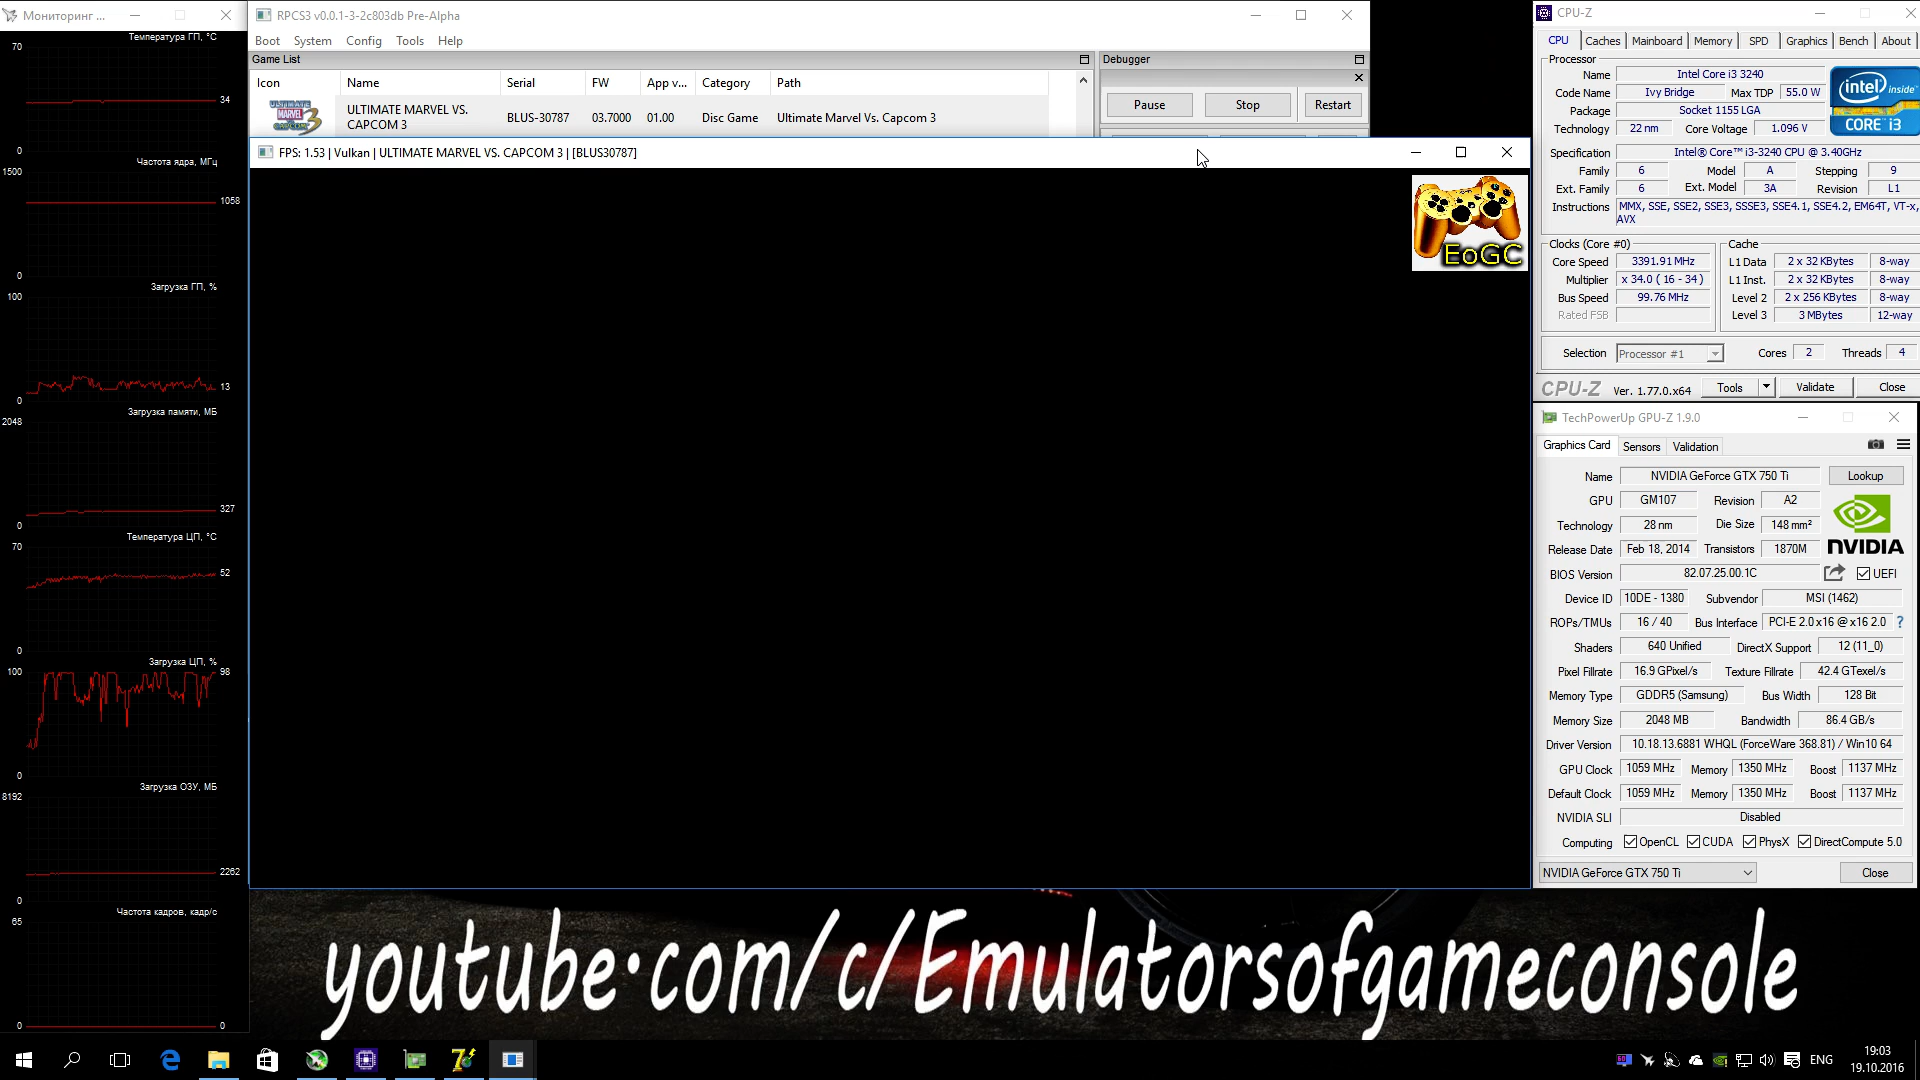 Мониторинг ...
Температура ГП, °C
70
34
0
Частота ядра, МГц
1500
1058
0
Загрузка ГП, %
100
13
0
Загрузка памяти, МБ
2048
327
0
Температура ЦП, °C
70
52
0
Загрузка ЦП, %
100
98
0
Загрузка ОЗУ, МБ
8192
2262
0
Частота кадров, кадр/с
65
0
0
RPCS3 v0.0.1-3-2c803db Pre-Alpha
Boot System Config Tools Help
Game List
Icon Name Serial FW App v... Category Path
ULTIMATE MARVEL VS. CAPCOM 3
ULTIMATE MARVEL VS.
CAPCOM 3
BLUS-30787 03.7000 01.00 Disc Game Ultimate Marvel Vs. Capcom 3
Debugger
Pause Stop Restart
FPS: 1.53 | Vulkan | ULTIMATE MARVEL VS. CAPCOM 3 | [BLUS30787]
EoGC
CPU-Z
CPU Caches Mainboard Memory SPD Graphics Bench About
Processor
Name Intel Core i3 3240
Code Name Ivy Bridge Max TDP 55.0 W
Package Socket 1155 LGA
Technology 22 nm Core Voltage 1.096 V
intel inside™
CORE i3
Specification Intel® Core™ i3-3240 CPU @ 3.40GHz
Family 6 Model A Stepping 9
Ext. Family 6 Ext. Model 3A Revision L1
Instructions MMX, SSE, SSE2, SSE3, SSSE3, SSE4.1, SSE4.2, EM64T, VT-x,
AVX
Clocks (Core #0)
Core Speed 3391.91 MHz
Multiplier x 34.0 ( 16 - 34 )
Bus Speed 99.76 MHz
Rated FSB
Cache
L1 Data 2 x 32 KBytes 8-way
L1 Inst. 2 x 32 KBytes 8-way
Level 2 2 x 256 KBytes 8-way
Level 3 3 MBytes 12-way
Selection Processor #1 Cores 2 Threads 4
CPU-Z Ver. 1.77.0.x64 Tools Validate Close
TechPowerUp GPU-Z 1.9.0
Graphics Card Sensors Validation
Name NVIDIA GeForce GTX 750 Ti Lookup
GPU GM107 Revision A2
Technology 28 nm Die Size 148 mm²
Release Date Feb 18, 2014 Transistors 1870M
NVIDIA
BIOS Version 82.07.25.00.1C UEFI
Device ID 10DE - 1380 Subvendor MSI (1462)
ROPs/TMUs 16 / 40 Bus Interface PCI-E 2.0 x16 @ x16 2.0 ?
Shaders 640 Unified DirectX Support 12 (11_0)
Pixel Fillrate 16.9 GPixel/s Texture Fillrate 42.4 GTexel/s
Memory Type GDDR5 (Samsung) Bus Width 128 Bit
Memory Size 2048 MB Bandwidth 86.4 GB/s
Driver Version 10.18.13.6881 WHQL (ForceWare 368.81) / Win10 64
GPU Clock 1059 MHz Memory 1350 MHz Boost 1137 MHz
Default Clock 1059 MHz Memory 1350 MHz Boost 1137 MHz
NVIDIA SLI Disabled
Computing OpenCL CUDA PhysX DirectCompute 5.0
NVIDIA GeForce GTX 750 Ti Close
youtube.com/c/Emulatorsofgameconsole
ENG
19:03
19.10.2016